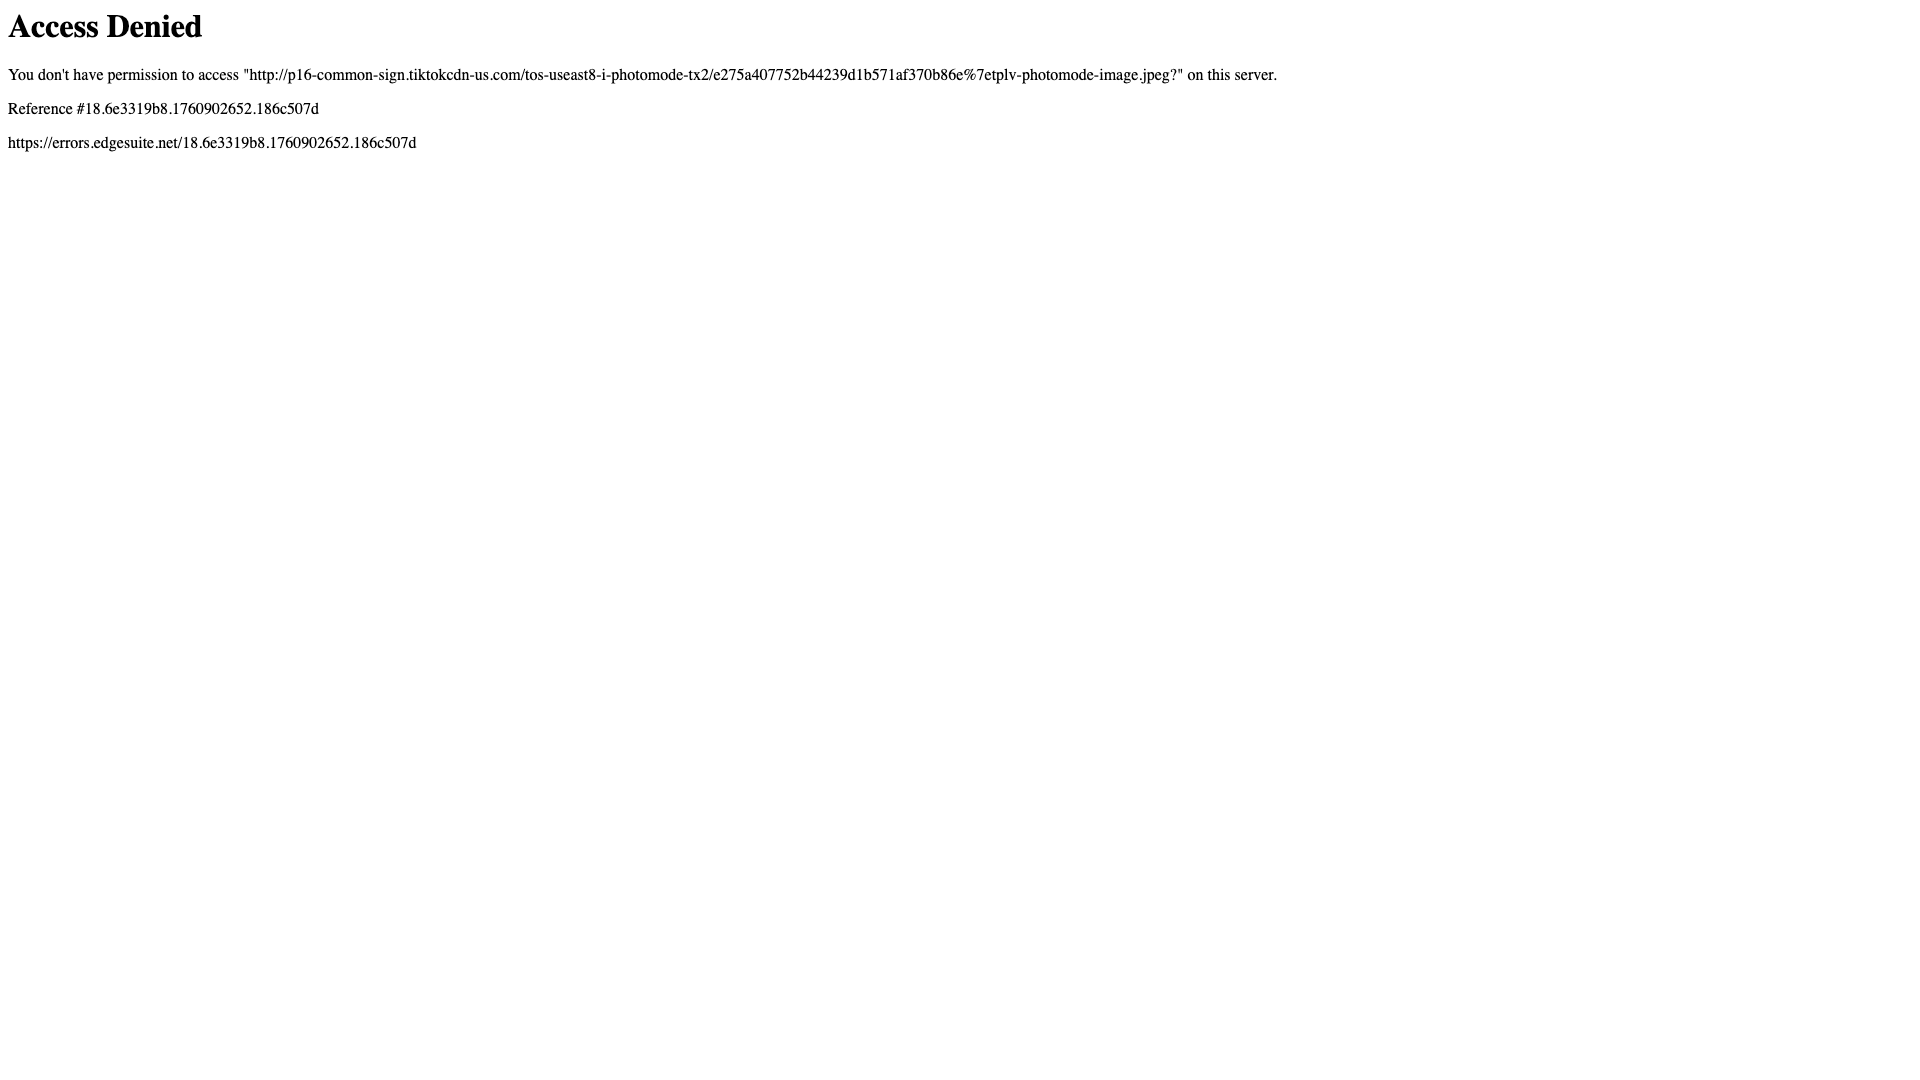 Access Denied
You don't have permission to access "http://p16-common-sign.tiktokcdn-us.com/tos-useast8-i-photomode-tx2/e275a407752b44239d1b571af370b86e%7etplv-photomode-image.jpeg?" on this server.
Reference #18.6e3319b8.1760902652.186c507d
https://errors.edgesuite.net/18.6e3319b8.1760902652.186c507d